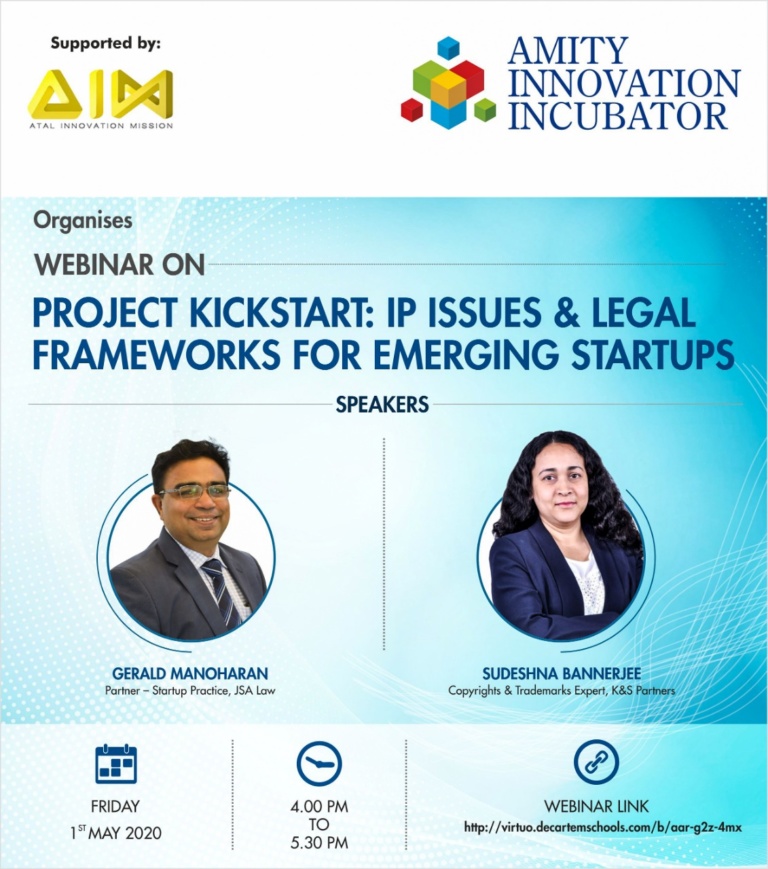 Supported by:
AIM
ATAL INNOVATION MISSION
AMITY
INNOVATION
INCUBATOR
Organises
WEBINAR ON
PROJECT KICKSTART: IP ISSUES & LEGAL
FRAMEWORKS FOR EMERGING STARTUPS
SPEAKERS
GERALD MANOHARAN
Partner – Startup Practice, JSA Law
SUDESHNA BANNERJEE
Copyrights & Trademarks Expert, K&S Partners
FRIDAY
1ST MAY 2020
4.00 PM
TO
5.30 PM
WEBINAR LINK
http://virtuo.decartemschools.com/b/aar-g2z-4mx